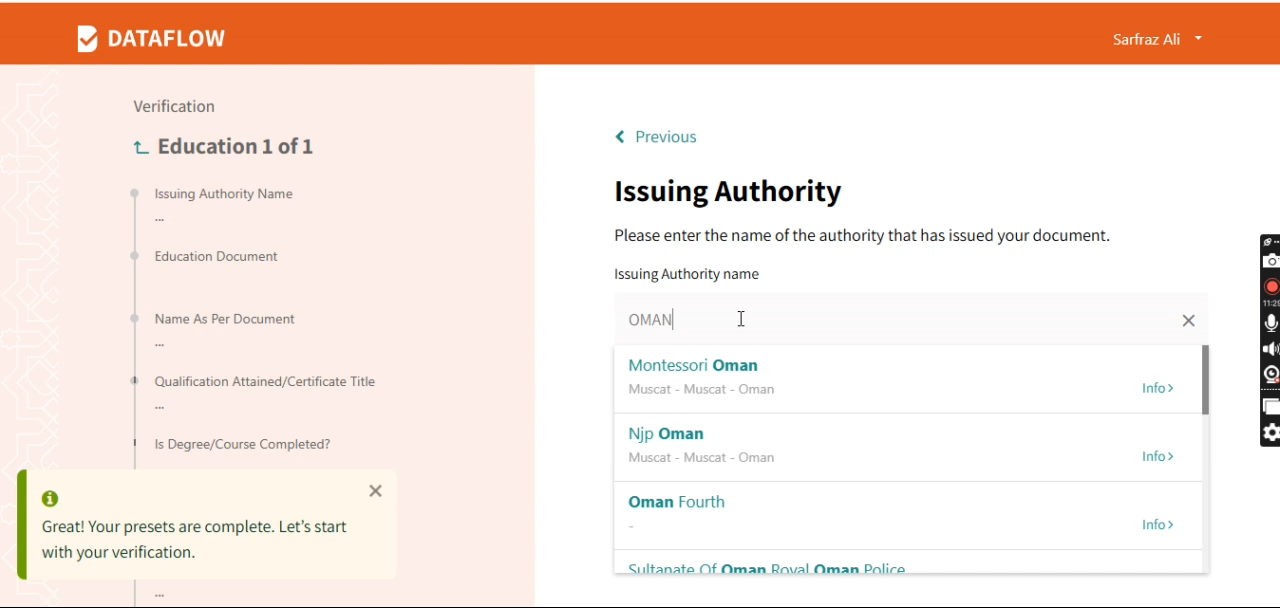 DATAFLOW
Sarfraz Ali
Verification
Education 1 of 1
Issuing Authority Name
...
Education Document
Name As Per Document
...
Qualification Attained/Certificate Title
...
Is Degree/Course Completed?
Great! Your presets are complete. Let's start
with your verification.
...
Previous
Issuing Authority
Please enter the name of the authority that has issued your document.
Issuing Authority name
OMAN
Montessori Oman
Muscat - Muscat - Oman
Info >
Njp Oman
Muscat - Muscat - Oman
Info >
Oman Fourth
-
Info >
Sultanate Of Oman Royal Oman Police